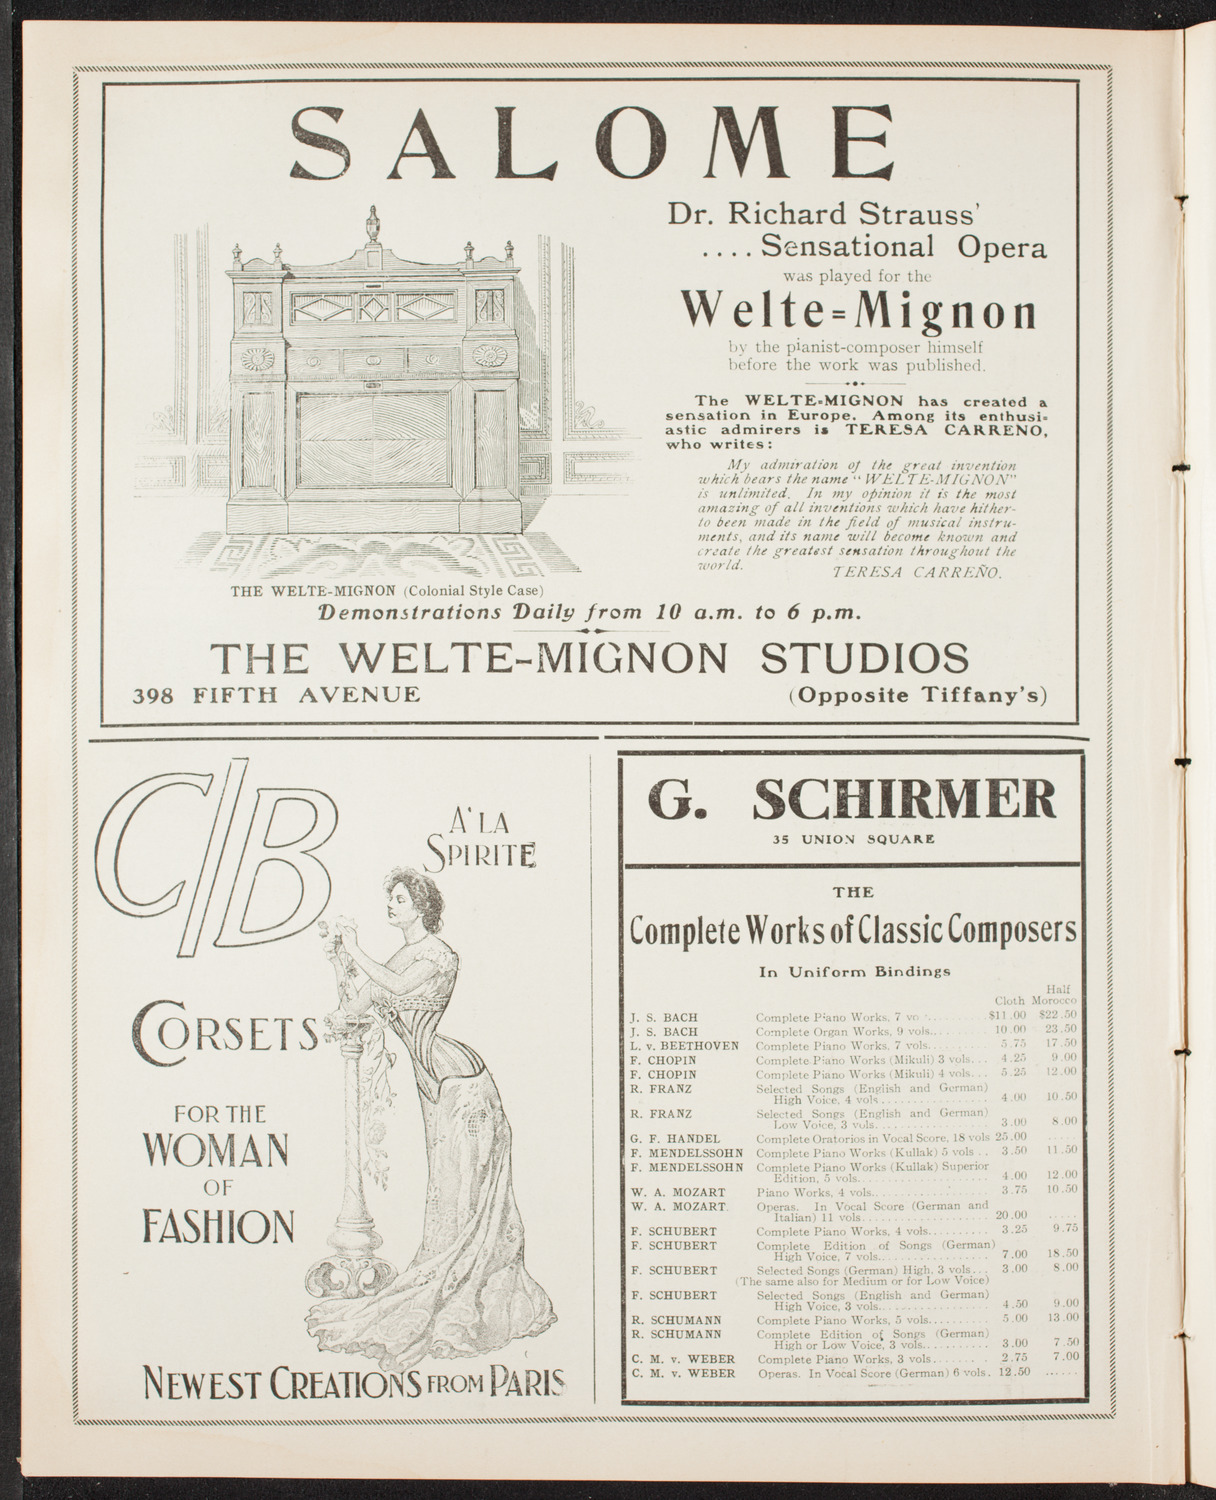 SALOME
Dr. Richard Strauss'
.... Sensational Opera
was played for the
Welte=Mignon
by the pianist-composer himself
before the work was published.
The WELTE=MIGNON has created a
sensation in Europe. Among its enthusi=
astic admirers is TERESA CARRENO,
who writes:
My admiration of the great invention
which bears the name "WELTE-MIGNON"
is unlimited. In my opinion it is the most
amazing of all inventions which have hither-
to been made in the field of musical instru-
ments, and its name will become known and
create the greatest sensation throughout the
world. TERESA CARREÑO.
THE WELTE-MIGNON (Colonial Style Case)
Demonstrations Daily from 10 a.m. to 6 p.m.
THE WELTE-MIGNON STUDIOS
398 FIFTH AVENUE (Opposite Tiffany's)
C/B
A' LA
SPIRITE
CORSETS
FOR THE
WOMAN
OF
FASHION
NEWEST CREATIONS FROM PARIS
G. SCHIRMER
35 UNION SQUARE
THE
Complete Works of Classic Composers
In Uniform Bindings
Half
Cloth Morocco
J. S. BACH Complete Piano Works, 7 vo $11.00 $22.50
J. S. BACH Complete Organ Works, 9 vols. 10.00 23.50
L. v. BEETHOVEN Complete Piano Works, 7 vols. 5.75 17.50
F. CHOPIN Complete Piano Works (Mikuli) 3 vols. 4.25 9.00
F. CHOPIN Complete Piano Works (Mikuli) 4 vols. 5.25 12.00
R. FRANZ Selected Songs (English and German)
High Voice, 4 vols. 4.00 10.50
R. FRANZ Selected Songs (English and German)
Low Voice, 3 vols. 3.00 8.00
G. F. HANDEL Complete Oratorios in Vocal Score, 18 vols 25.00 .....
F. MENDELSSOHN Complete Piano Works (Kullak) 5 vols . . 3.50 11.50
F. MENDELSSOHN Complete Piano Works (Kullak) Superior
Edition, 5 vols. 4.00 12.00
W. A. MOZART Piano Works, 4 vols. 3.75 10.50
W. A. MOZART Operas. In Vocal Score (German and
Italian) 11 vols. 20.00 .....
F. SCHUBERT Complete Piano Works, 4 vols. 3.25 9.75
F. SCHUBERT Complete Edition of Songs (German)
High Voice, 7 vols. 7.00 18.50
F. SCHUBERT Selected Songs (German) High, 3 vols. 3.00 8.00
(The same also for Medium or for Low Voice)
F. SCHUBERT Selected Songs (English and German)
High Voice, 3 vols. 4.50 9.00
R. SCHUMANN Complete Piano Works, 5 vols. 5.00 13.00
R. SCHUMANN Complete Edition of Songs (German)
High or Low Voice, 3 vols. 3.00 7.50
C. M. v. WEBER Complete Piano Works, 3 vols. 2.75 7.00
C. M. v. WEBER Operas. In Vocal Score (German) 6 vols. 12.50 ......